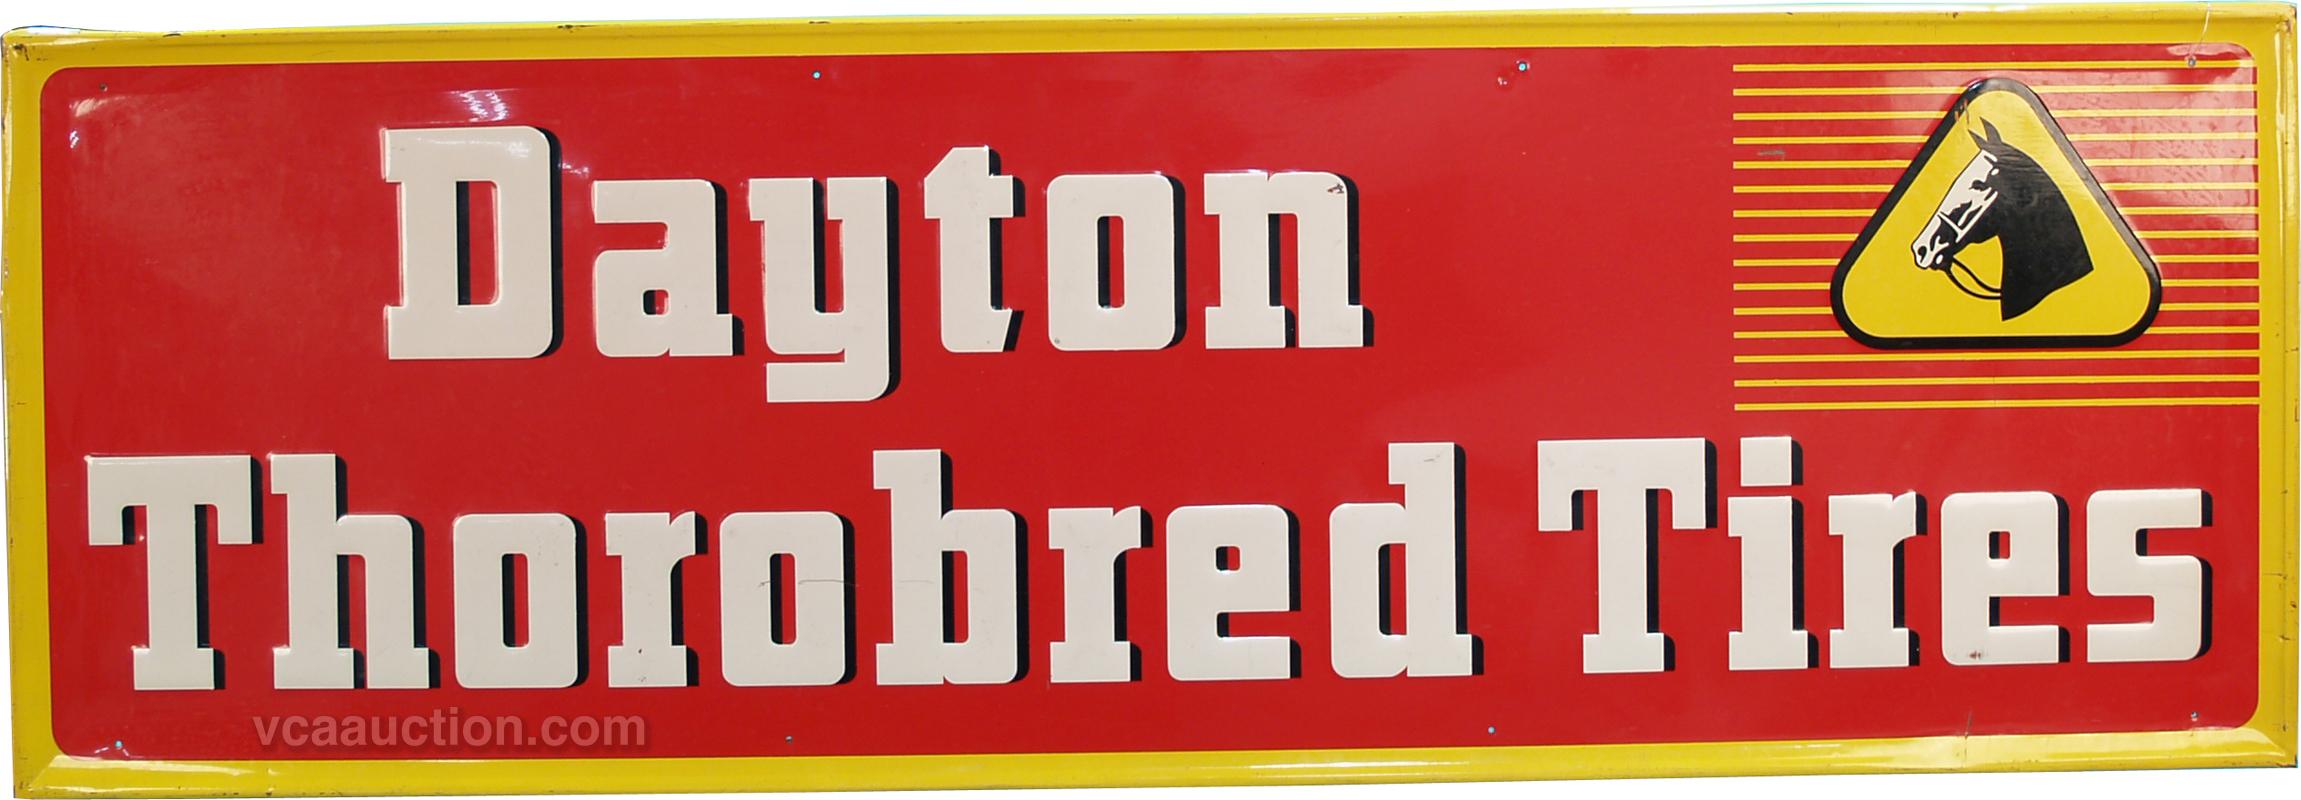 Dayton
Thorobred Tires
vcaauction.com